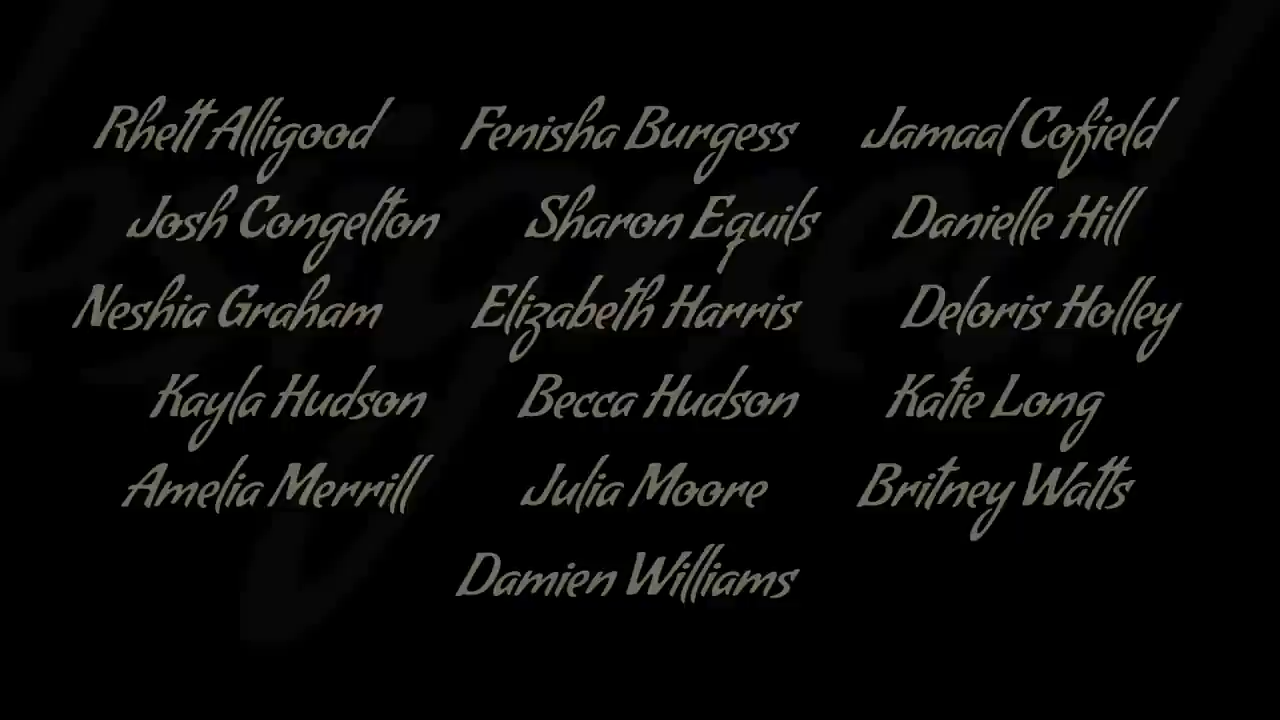 Rhett Alligood Fenisha Burgess Jamaal Cofield
Josh Congelton Sharon Equils Danielle Hill
Neshia Graham Elizabeth Harris Deloris Holley
Kayla Hudson Becca Hudson Katie Long
Amelia Merrill Julia Moore Britney Watts
Damien Williams